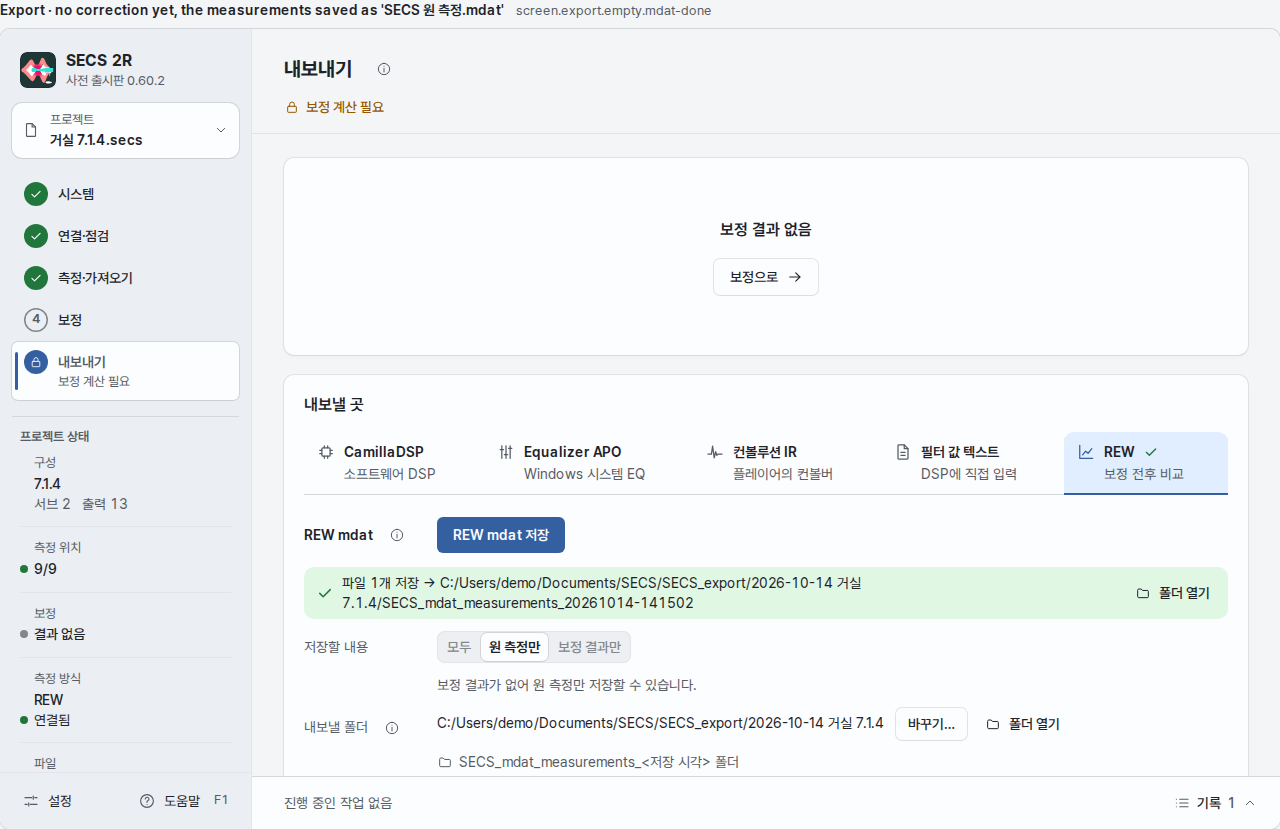 Export · no correction yet, the measurements saved as 'SECS 원 측정.mdat' screen.export.empty.mdat-done
SECS 2R
사전 출시판 0.60.2
프로젝트
거실 7.1.4.secs
시스템
연결·점검
측정·가져오기
4 보정
내보내기
보정 계산 필요
프로젝트 상태
구성
7.1.4
서브 2 출력 13
측정 위치
9/9
보정
결과 없음
측정 방식
REW
연결됨
파일
설정
도움말 F1
내보내기
보정 계산 필요
보정 결과 없음
보정으로 →
내보낼 곳
CamillaDSP
소프트웨어 DSP
Equalizer APO
Windows 시스템 EQ
컨볼루션 IR
플레이어의 컨볼버
필터 값 텍스트
DSP에 직접 입력
REW
보정 전후 비교
REW mdat
REW mdat 저장
파일 1개 저장 → C:/Users/demo/Documents/SECS/SECS_export/2026-10-14 거실
7.1.4/SECS_mdat_measurements_20261014-141502
폴더 열기
저장할 내용
모두 원 측정만 보정 결과만
보정 결과가 없어 원 측정만 저장할 수 있습니다.
내보낼 폴더
C:/Users/demo/Documents/SECS/SECS_export/2026-10-14 거실 7.1.4
바꾸기...
폴더 열기
SECS_mdat_measurements_<저장 시각> 폴더
진행 중인 작업 없음
기록 1